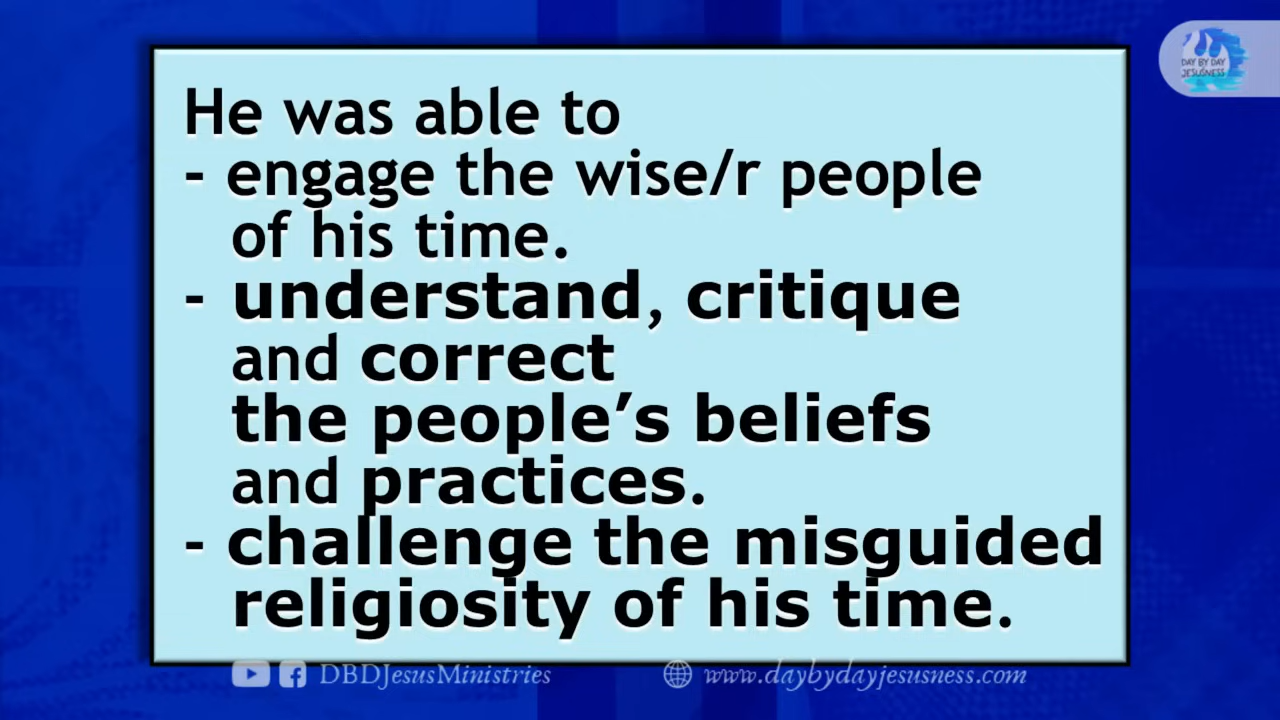 DAY BY DAY
JESUSNESS
He was able to
- engage the wise/r people
of his time.
- understand, critique
and correct
the people's beliefs
and practices.
- challenge the misguided
religiosity of his time.
DBDJesusMinistries www.daybydayjesusness.com